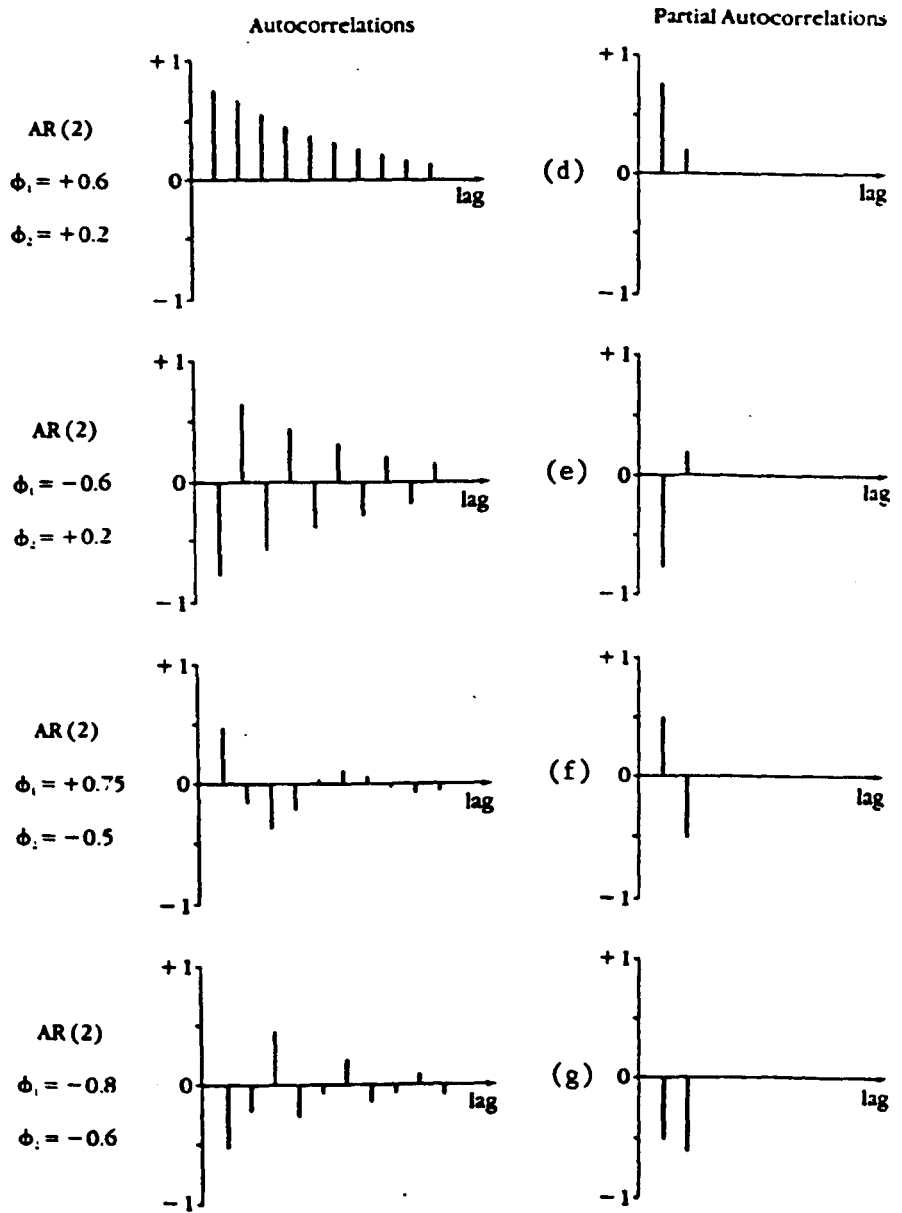 Autocorrelations
Partial Autocorrelations
AR (2)
ϕ₁ = +0.6
ϕ₂ = +0.2
+1
0
−1
lag
(d)
+1
0
−1
lag
AR (2)
ϕ₁ = −0.6
ϕ₂ = +0.2
+1
0
−1
lag
(e)
+1
0
−1
lag
AR (2)
ϕ₁ = +0.75
ϕ₂ = −0.5
+1
0
−1
lag
(f)
+1
0
−1
lag
AR (2)
ϕ₁ = −0.8
ϕ₂ = −0.6
+1
0
−1
lag
(g)
+1
0
−1
lag